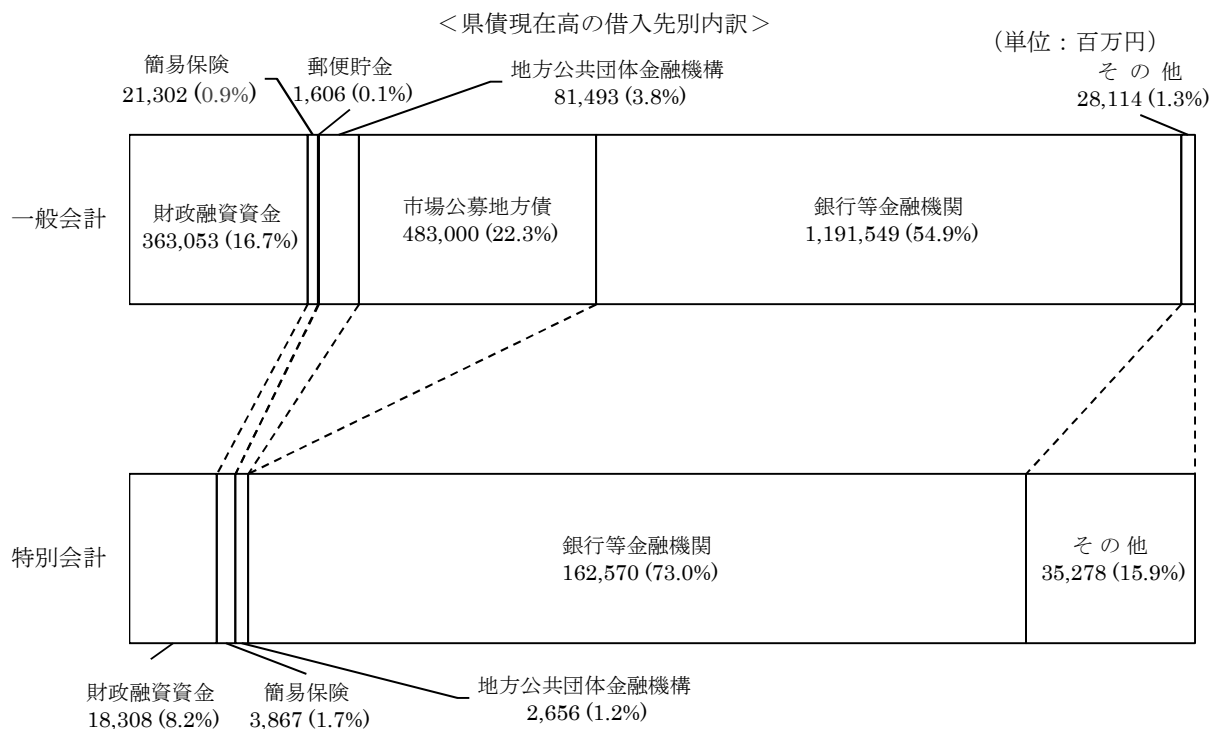 ＜県債現在高の借入先別内訳＞
（単位：百万円）
簡易保険
21,302 (0.9%)
郵便貯金
1,606 (0.1%)
地方公共団体金融機構
81,493 (3.8%)
そ の 他
28,114 (1.3%)
一般会計
財政融資資金
363,053 (16.7%)
市場公募地方債
483,000 (22.3%)
銀行等金融機関
1,191,549 (54.9%)
特別会計
銀行等金融機関
162,570 (73.0%)
そ の 他
35,278 (15.9%)
財政融資資金
18,308 (8.2%)
簡易保険
3,867 (1.7%)
地方公共団体金融機構
2,656 (1.2%)